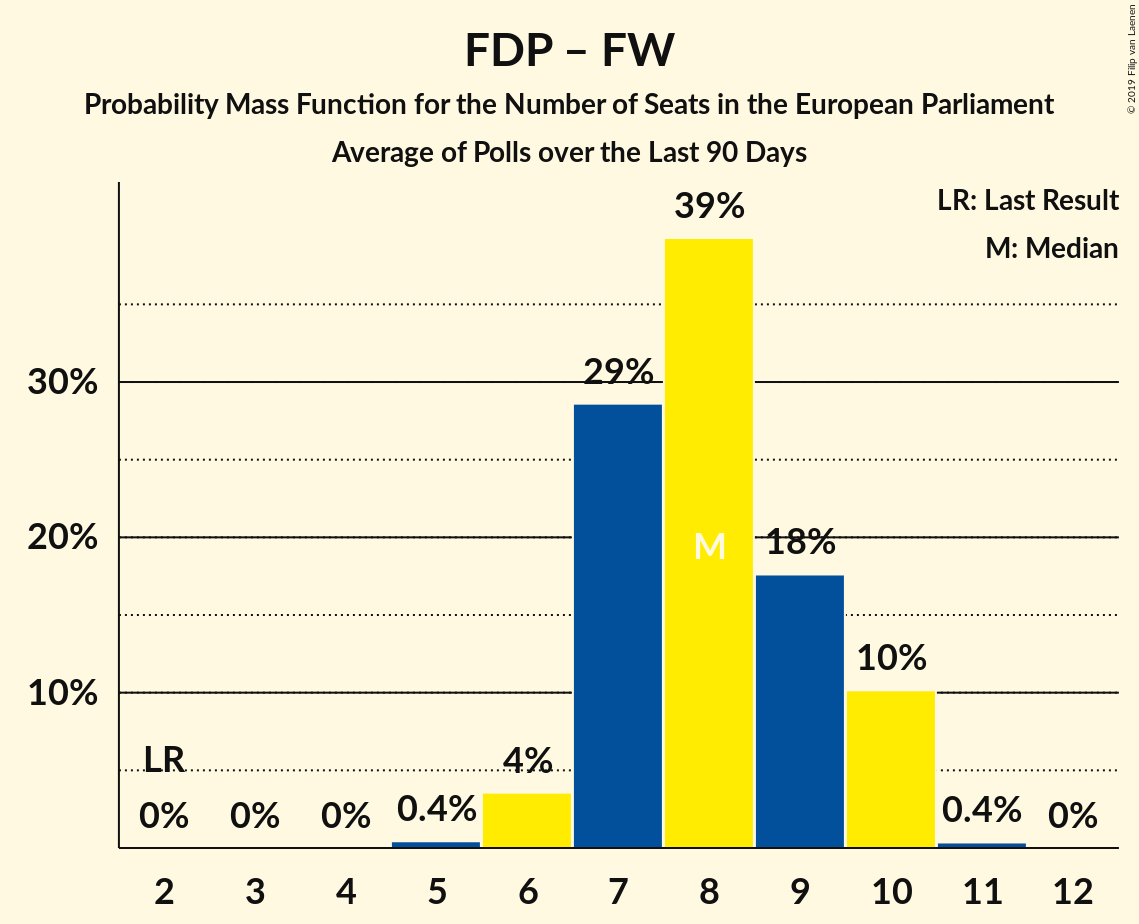 FDP – FW
Probability Mass Function for the Number of Seats in the European Parliament
Average of Polls over the Last 90 Days
© 2019 Filip van Laenen
LR: Last Result
M: Median
39%
30%
29%
20%
M
18%
10%
10%
LR
4%
0%
0%
0%
0.4%
0.4%
0%
2 3 4 5 6 7 8 9 10 11 12